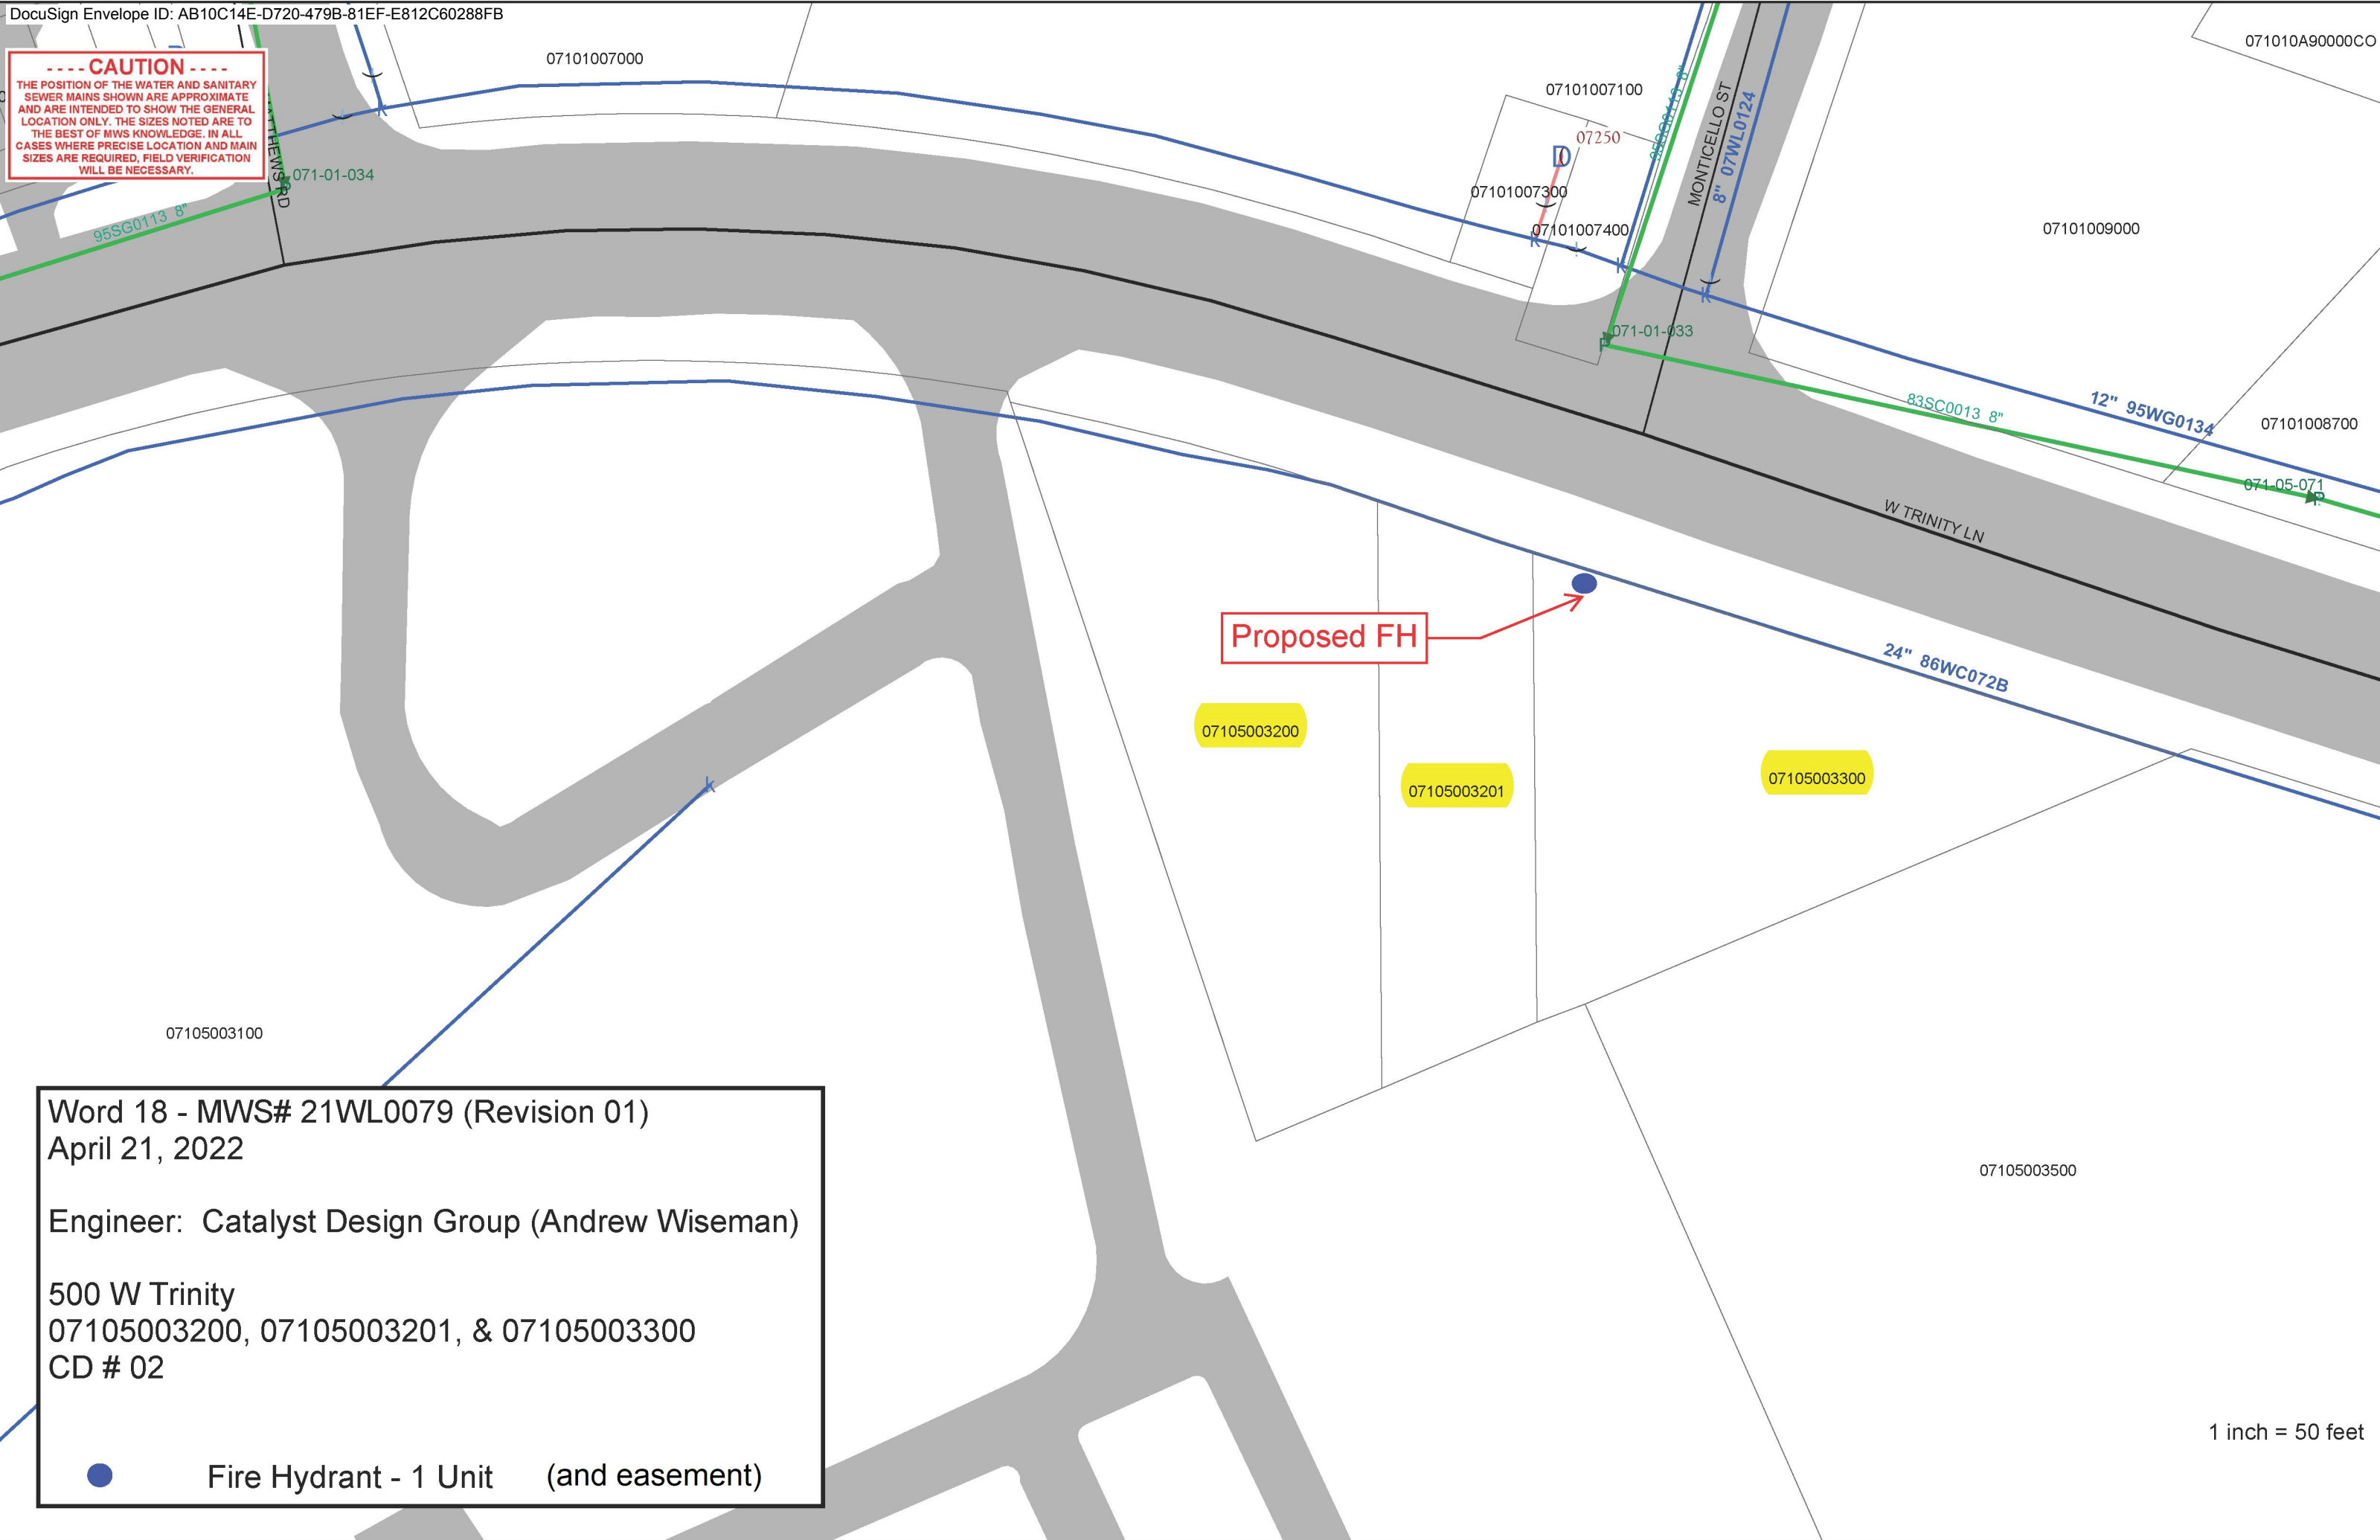 DocuSign Envelope ID: AB10C14E-D720-479B-81EF-E812C60288FB
- - - - CAUTION - - - -
THE POSITION OF THE WATER AND SANITARY
SEWER MAINS SHOWN ARE APPROXIMATE
AND ARE INTENDED TO SHOW THE GENERAL
LOCATION ONLY. THE SIZES NOTED ARE TO
THE BEST OF MWS KNOWLEDGE. IN ALL
CASES WHERE PRECISE LOCATION AND MAIN
SIZES ARE REQUIRED, FIELD VERIFICATION
WILL BE NECESSARY.
07101007000
071010A90000CO
07101007100
07250
D
07101007300
07101007400
k
k
k
k
MONTICELLO ST
8" 07WL0124
07101009000
071-01-034
95SG0113 8"
071-01-033
P
83SC0013 8"
12" 95WG0134
07101008700
071-05-071
P
W TRINITY LN
Proposed FH
24" 86WC072B
07105003200
07105003201
07105003300
k
07105003100
07105003500
Word 18 - MWS# 21WL0079 (Revision 01)
April 21, 2022
Engineer: Catalyst Design Group (Andrew Wiseman)
500 W Trinity
07105003200, 07105003201, & 07105003300
CD # 02
Fire Hydrant - 1 Unit (and easement)
1 inch = 50 feet